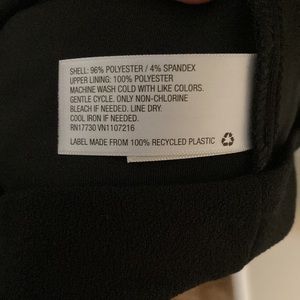 SHELL: 96% POLYESTER / 4% SPANDEX
UPPER LINING: 100% POLYESTER
MACHINE WASH COLD WITH LIKE COLORS.
GENTLE CYCLE. ONLY NON-CHLORINE
BLEACH IF NEEDED. LINE DRY.
COOL IRON IF NEEDED.
RN17730 VN1107216
LABEL MADE FROM 100% RECYCLED PLASTIC